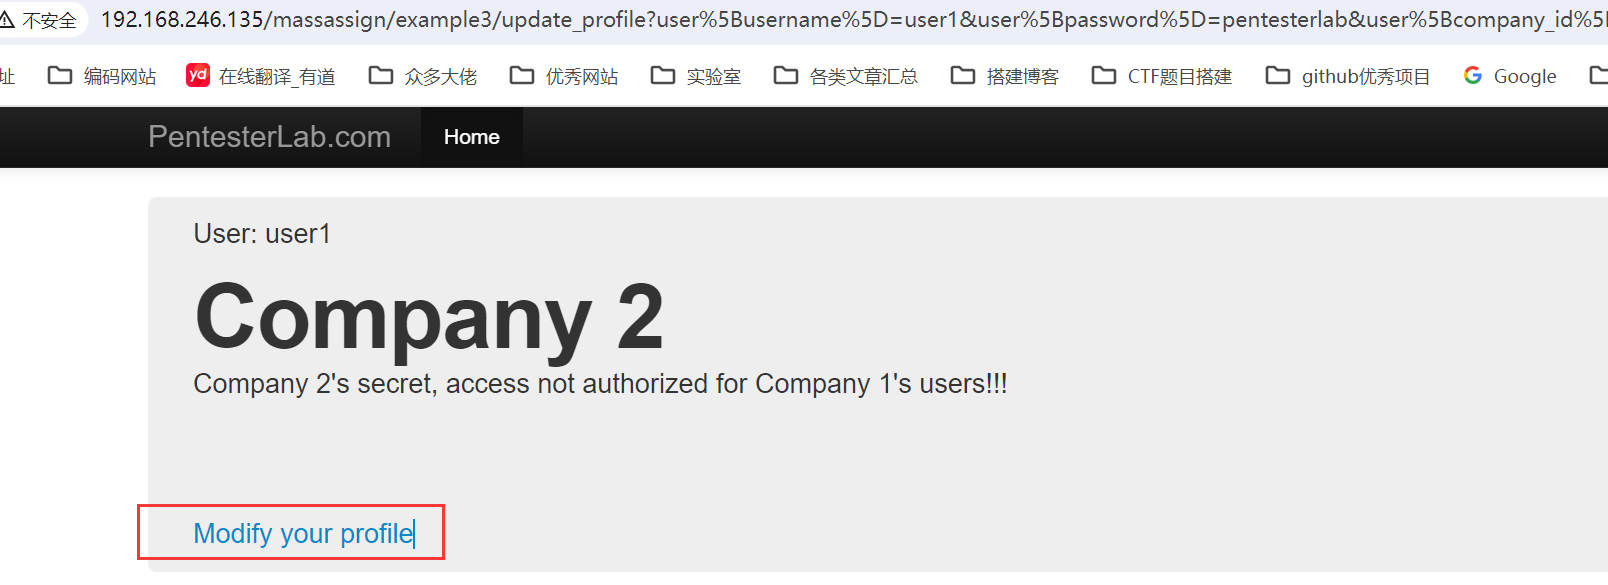 不安全 192.168.246.135/massassign/example3/update_profile?user%5Busername%5D=user1&user%5Bpassword%5D=pentesterlab&user%5Bcompany_id%5
址 编码网站 yd 在线翻译_有道 众多大佬 优秀网站 实验室 各类文章汇总 搭建博客 CTF题目搭建 github优秀项目 Google
PentesterLab.com Home
User: user1
Company 2
Company 2's secret, access not authorized for Company 1's users!!!
Modify your profile